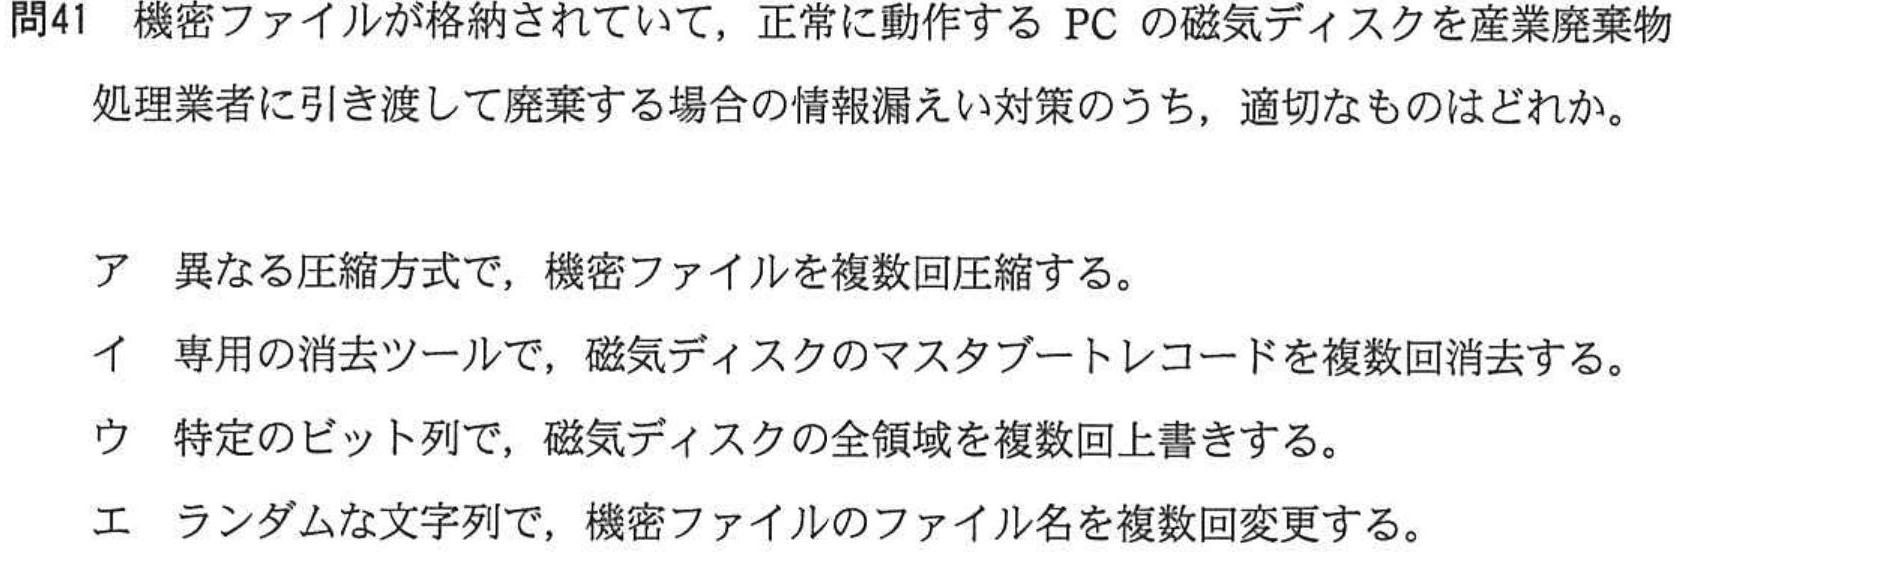 問41 機密ファイルが格納されていて，正常に動作する PC の磁気ディスクを産業廃棄物
処理業者に引き渡して廃棄する場合の情報漏えい対策のうち，適切なものはどれか。
ア 異なる圧縮方式で，機密ファイルを複数回圧縮する。
イ 専用の消去ツールで，磁気ディスクのマスタブートレコードを複数回消去する。
ウ 特定のビット列で，磁気ディスクの全領域を複数回上書きする。
エ ランダムな文字列で，機密ファイルのファイル名を複数回変更する。